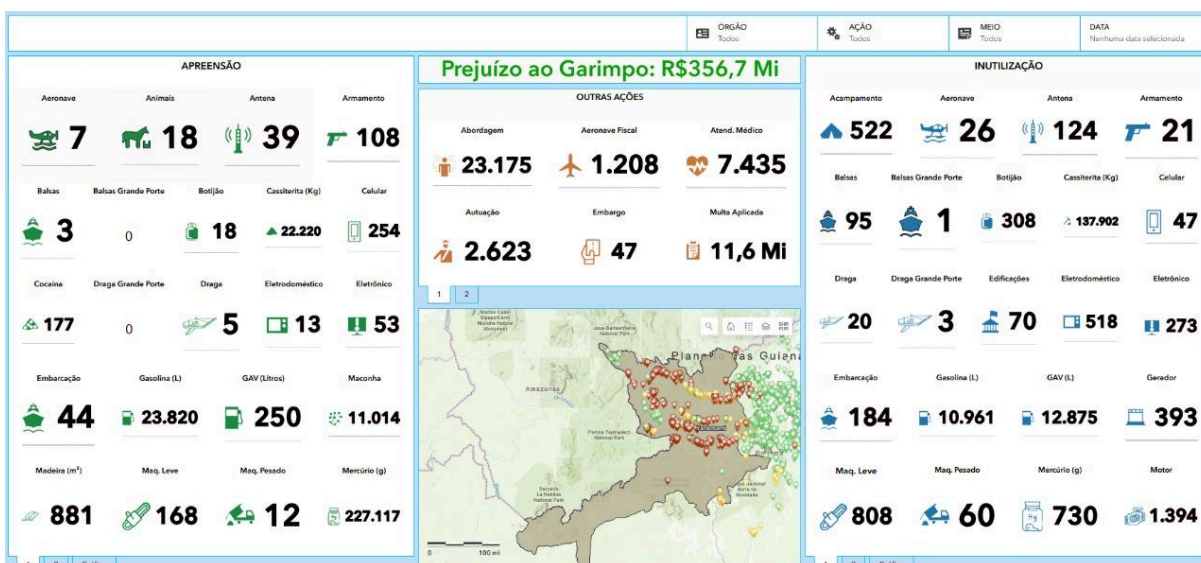 ÓRGÃO
Todos
AÇÃO
Todos
MEIO
Todos
DATA
Nenhuma data selecionada
APREENSÃO
Aeronave Animais Antena Armamento
7 18 39 108
Balsas Balsas Grande Porte Botijão Cassiterita (Kg) Celular
3 0 18 22.220 254
Cocaína Draga Grande Porte Draga Eletrodoméstico Eletrônico
177 0 5 13 53
Embarcação Gasolina (L) GAV (Litros) Maconha
44 23.820 250 11.014
Madeira (m³) Maq. Leve Maq. Pesado Mercúrio (g)
881 168 12 227.117
Prejuízo ao Garimpo: R$356,7 Mi
OUTRAS AÇÕES
Abordagem Aeronave Fiscal Atend. Médico
23.175 1.208 7.435
Autuação Embargo Multa Aplicada
2.623 47 11,6 Mi
1 2
Amazonas
0 100 mi
INUTILIZAÇÃO
Acampamento Aeronave Antena Armamento
522 26 124 21
Balsas Balsas Grande Porte Botijão Cassiterita (Kg) Celular
95 1 308 137.902 47
Draga Draga Grande Porte Edificações Eletrodoméstico Eletrônico
20 3 70 518 273
Embarcação Gasolina (L) GAV (L) Gerador
184 10.961 12.875 393
Maq. Leve Maq. Pesado Mercúrio (g) Motor
808 60 730 1.394